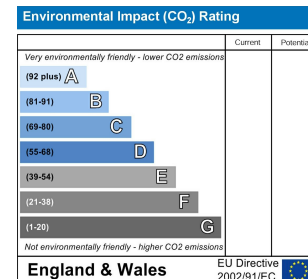 Environmental Impact (CO₂) Rating
Current Potential
Very environmentally friendly - lower CO2 emissions
(92 plus) A
(81-91) B
(69-80) C
(55-68) D
(39-54) E
(21-38) F
(1-20) G
Not environmentally friendly - higher CO2 emissions
England & Wales
EU Directive
2002/91/EC